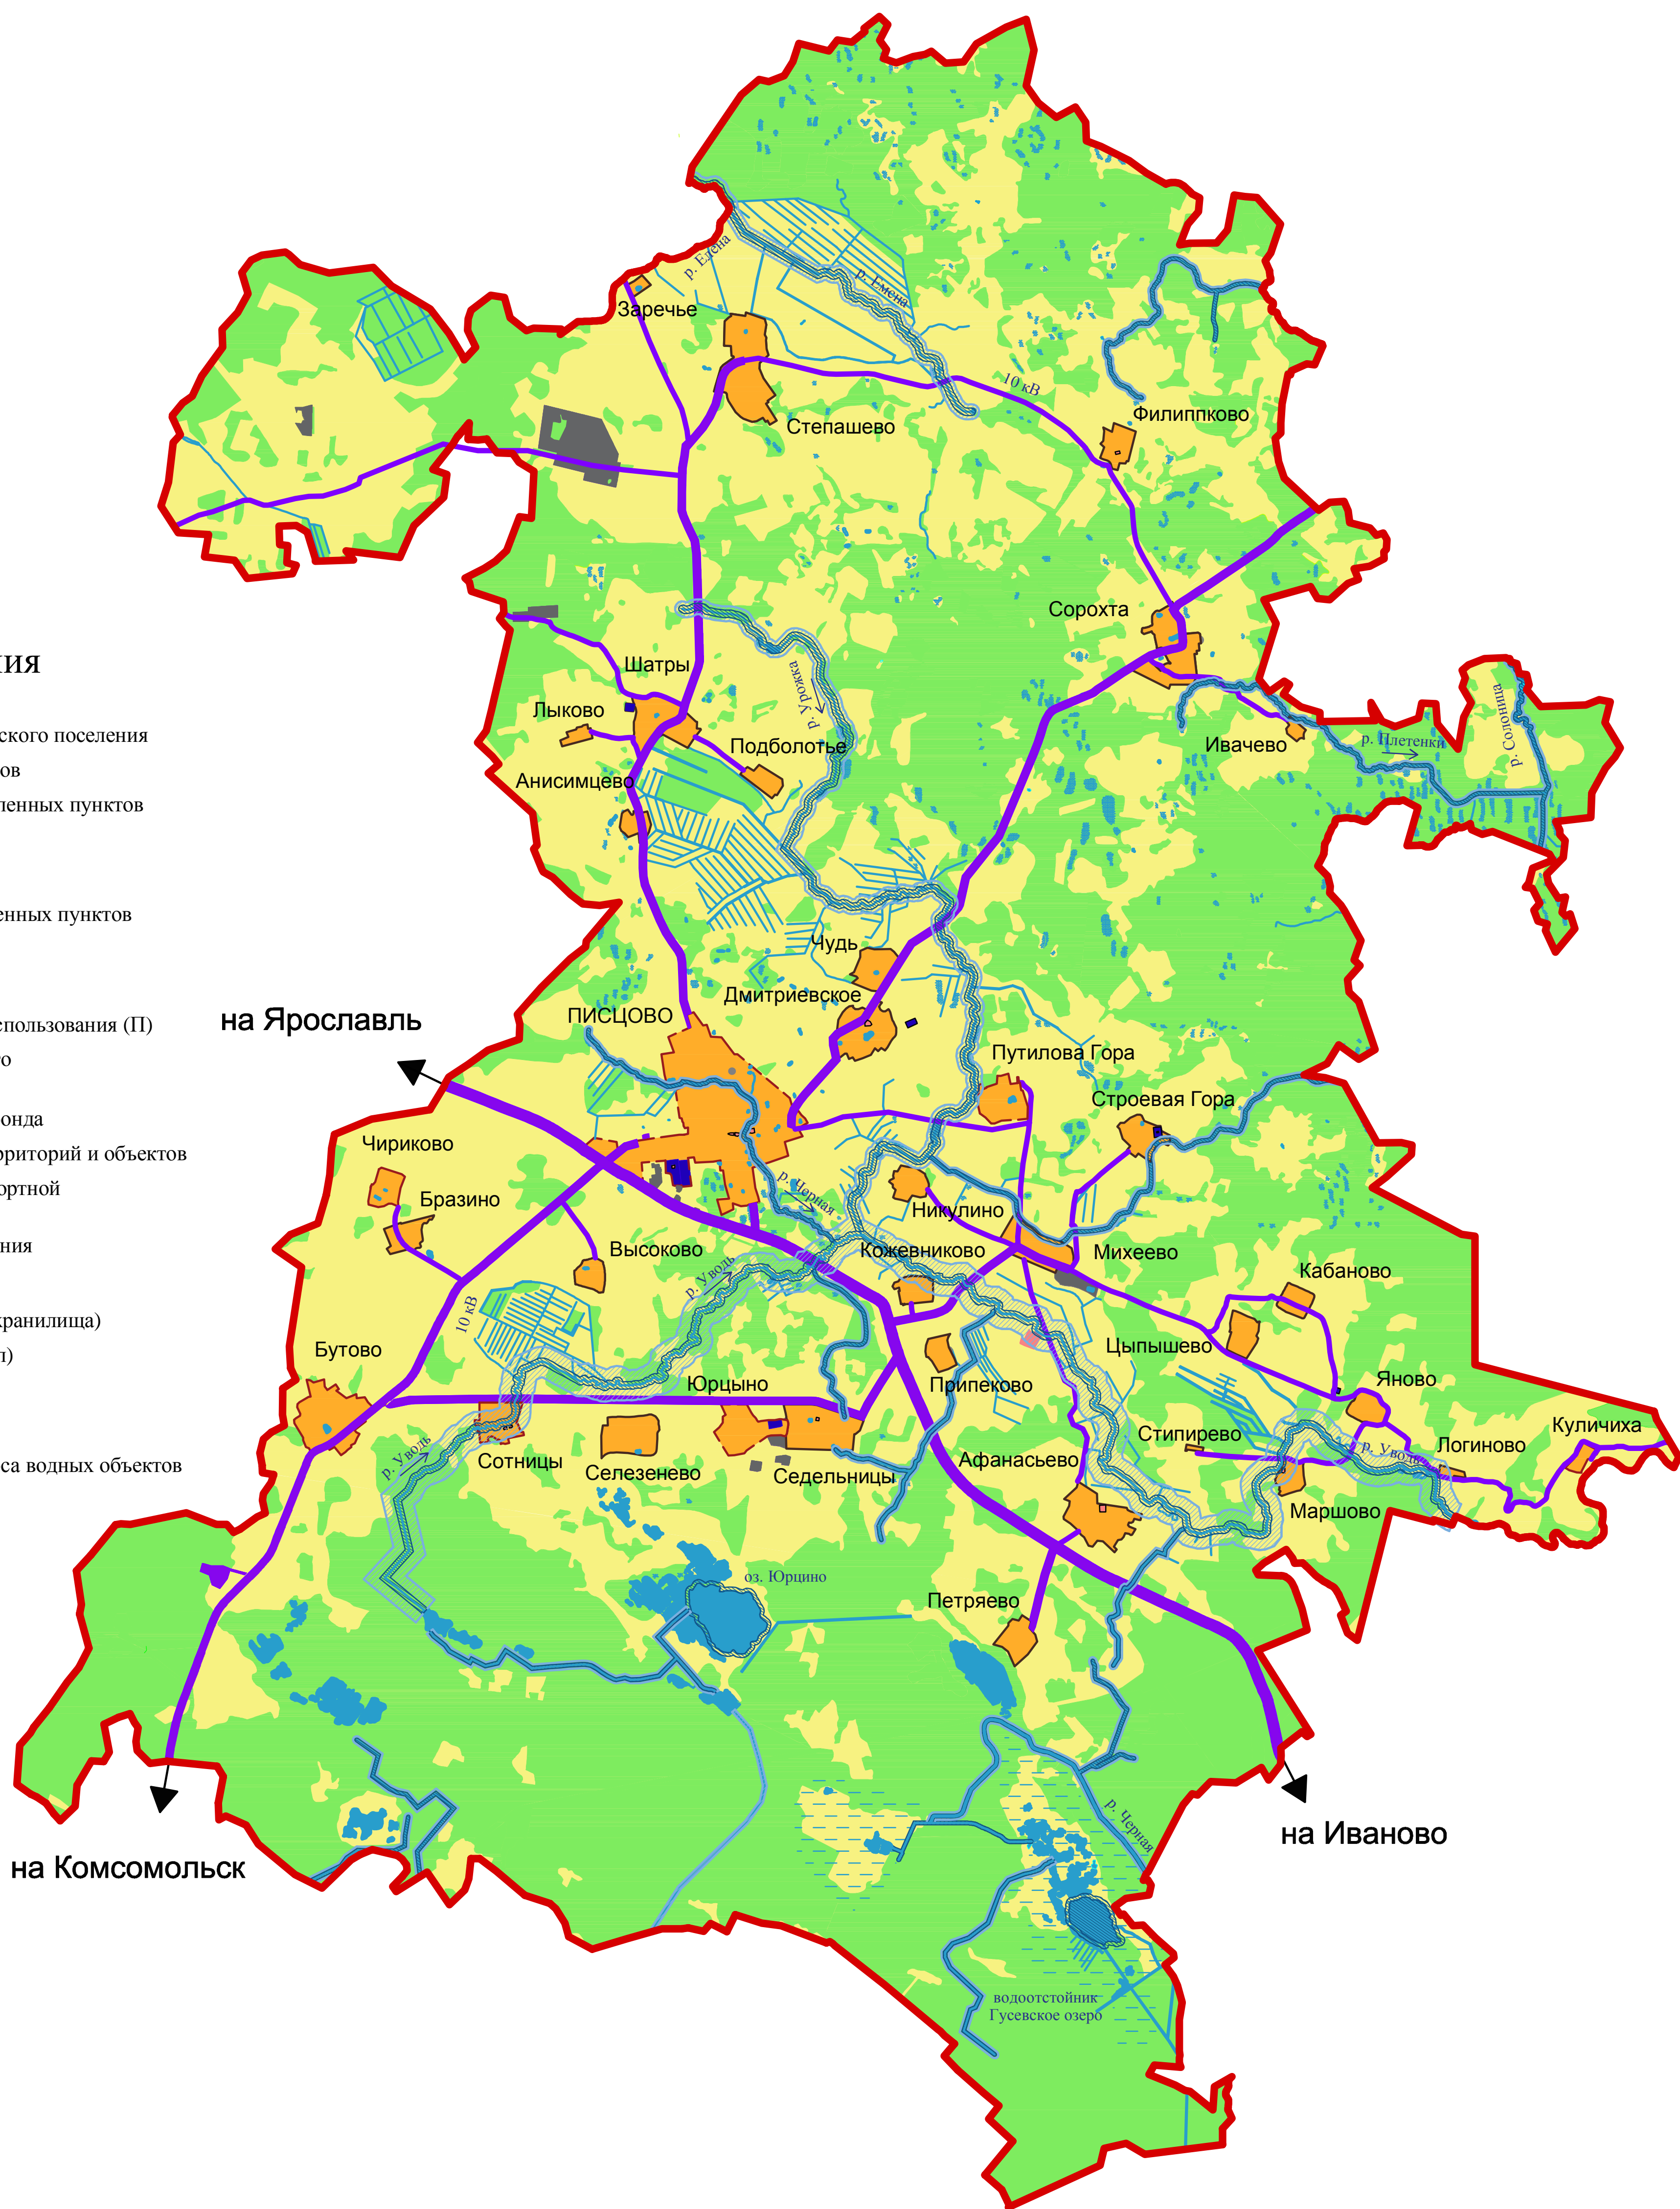 р. Елена
р. Емена
Заречье
10 кВ
Филиппково
Степашево
Сорохта
ния
Шатры
р. Урожка
р. Солоница
Лыково
ского поселения
Подболотье
Ивачево
р. Плетенки
ов
Анисимцево
ленных пунктов
енных пунктов
Чудь
Дмитриевское
ПИСЦОВО
на Ярославль
спользования (П)
Путилова Гора
го
Строевая Гора
онда
Чириково
рриторий и объектов
ортной
Бразино
р. Черная
Никулино
ния
Высоково
Кожевниково
Михеево
р. Уводь
Кабаново
хранилища)
10 кВ
Бутово
Цыпышево
п)
Юрцыно
Припеково
Яново
Стипирево
Куличиха
р. Уводь
Логиново
р. Уводь
са водных объектов
Сотницы
Селезенево
Седельницы
Афанасьево
Маршово
оз. Юрцино
Петряево
р. Черная
на Иваново
на Комсомольск
водоотстойник
Гусевское озеро